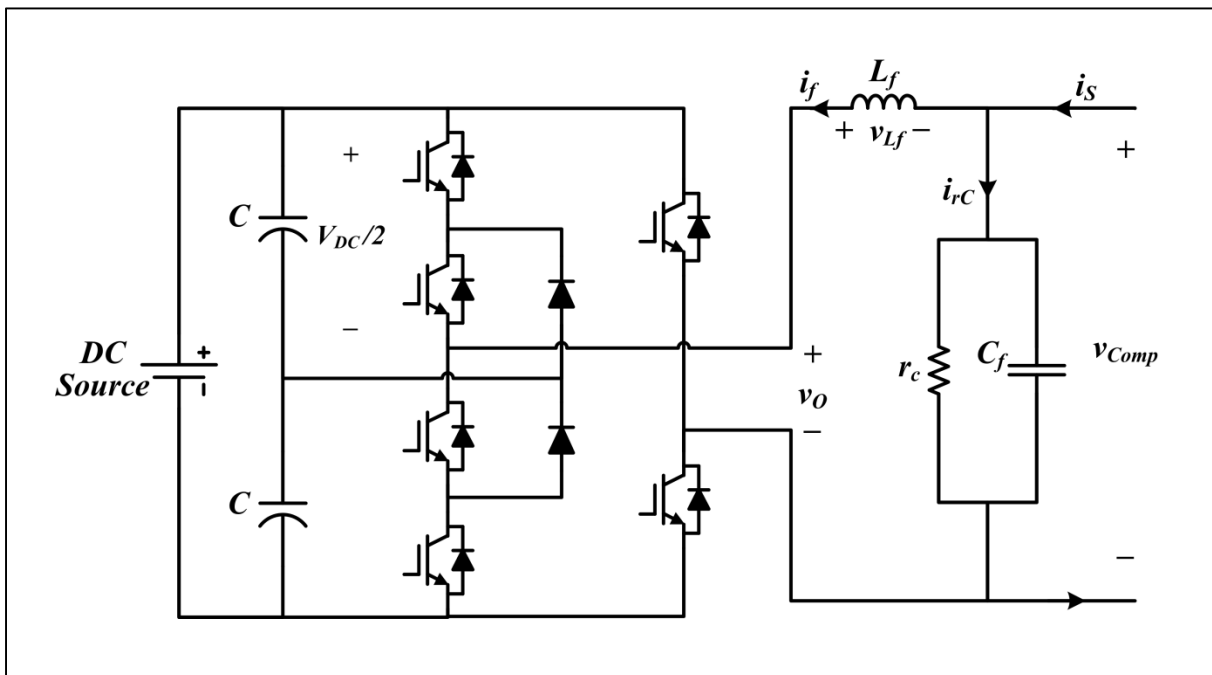 i_f
L_f
i_S
+ v_Lf −
+
+
i_rC
C
V_DC/2
−
DC
Source
+
−
+
v_O
−
r_c
C_f
v_Comp
C
−